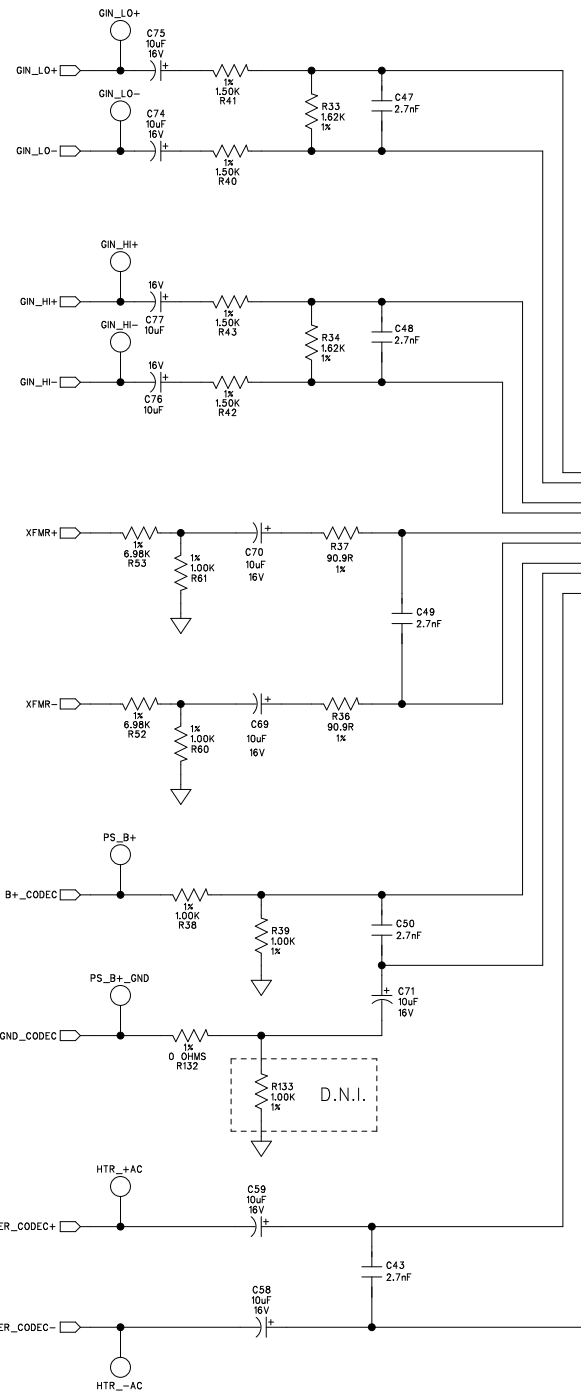 GIN_LO+
C75
10uF
16V
GIN_LO+
1%
1.50K
R41
R33
1.62K
1%
C47
2.7nF
GIN_LO-
C74
10uF
16V
GIN_LO-
1%
1.50K
R40
GIN_HI+
16V
GIN_HI+
C77
10uF
1%
1.50K
R43
R34
1.62K
1%
C48
2.7nF
GIN_HI-
16V
GIN_HI-
C76
10uF
1%
1.50K
R42
XFMR+
1%
6.98K
R53
1%
1.00K
R61
C70
10uF
16V
R37
90.9R
1%
C49
2.7nF
XFMR-
1%
6.98K
R52
1%
1.00K
R60
C69
10uF
16V
R36
90.9R
1%
PS_B+
B+_CODEC
1%
1.00K
R38
R39
1.00K
1%
C50
2.7nF
PS_B+_GND
C71
10uF
16V
GND_CODEC
1%
0 OHMS
R132
R133
1.00K
1%
D.N.I.
HTR_+AC
C59
10uF
16V
ER_CODEC+
C43
2.7nF
C58
10uF
16V
ER_CODEC-
HTR_-AC